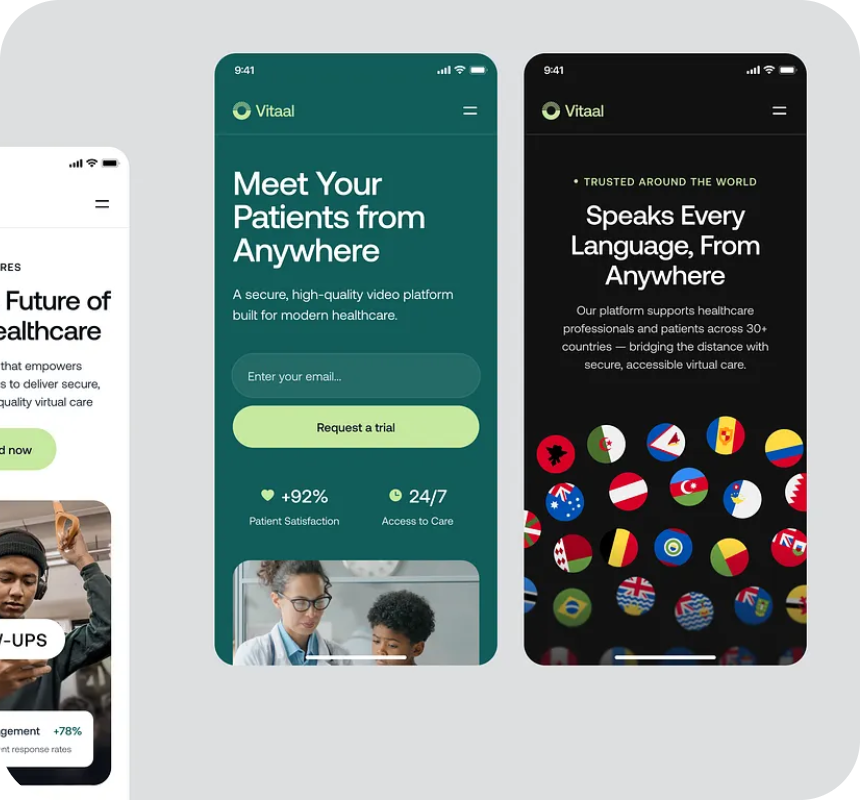 RES
Future of
ealthcare
that empowers
s to deliver secure,
quality virtual care
d now
-UPS
gement +78%
nt response rates
9:41
Vitaal
Meet Your
Patients from
Anywhere
A secure, high-quality video platform
built for modern healthcare.
Enter your email...
Request a trial
+92%
Patient Satisfaction
24/7
Access to Care
9:41
Vitaal
• TRUSTED AROUND THE WORLD
Speaks Every
Language, From
Anywhere
Our platform supports healthcare
professionals and patients across 30+
countries — bridging the distance with
secure, accessible virtual care.